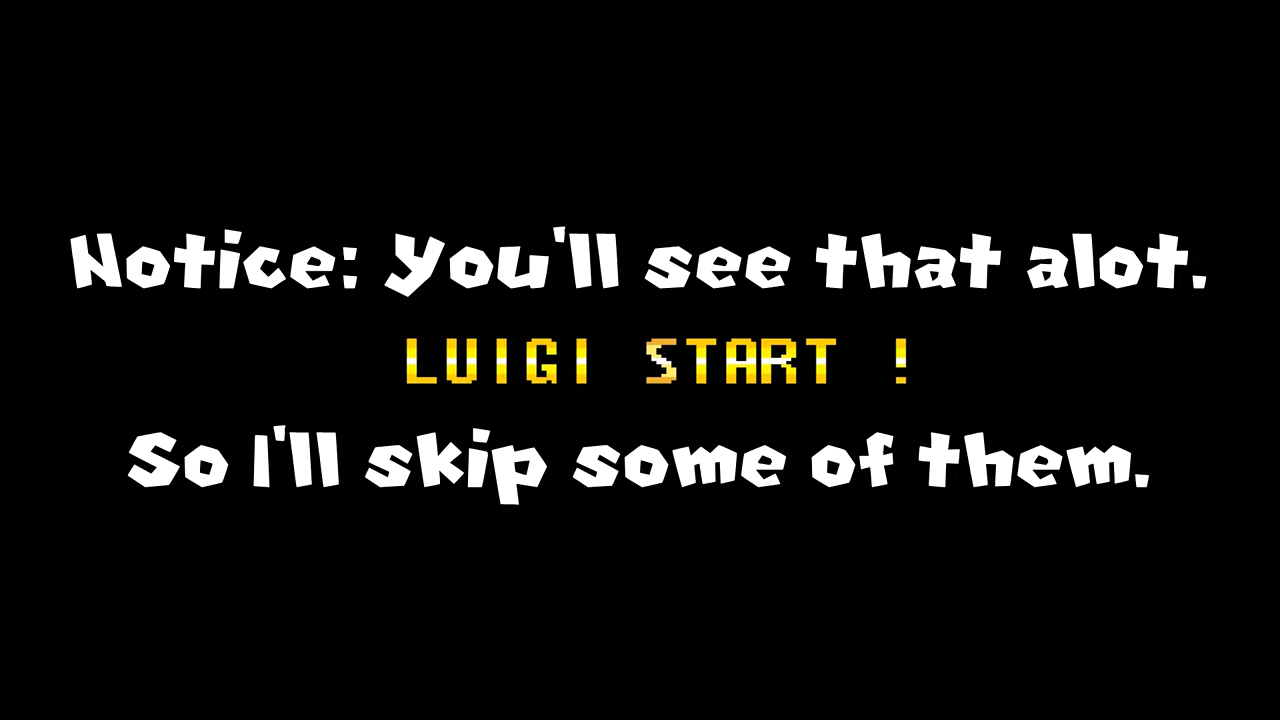 Notice: You'll see that alot.
LUIGI START !
So I'll skip some of them.